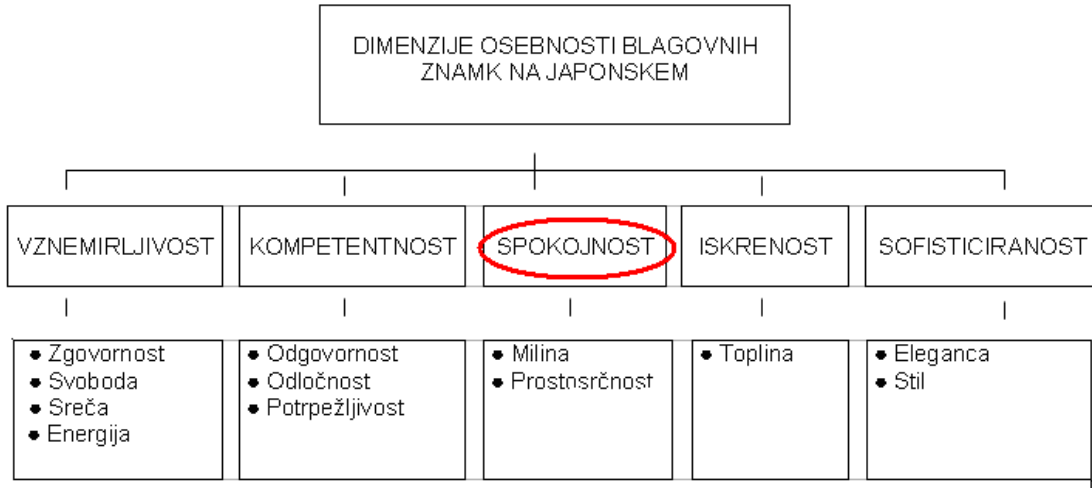 DIMENZIJE OSEBNOSTI BLAGOVNIH
ZNAMK NA JAPONSKEM
VZNEMIRLJIVOST
KOMPETENTNOST
SPOKOJNOST
ISKRENOST
SOFISTICIRANOST
• Zgovornost
• Svoboda
• Sreča
• Energija
• Odgovornost
• Odločnost
• Potrpežljivost
• Milina
• Prostosrčnost
• Toplina
• Eleganca
• Stil